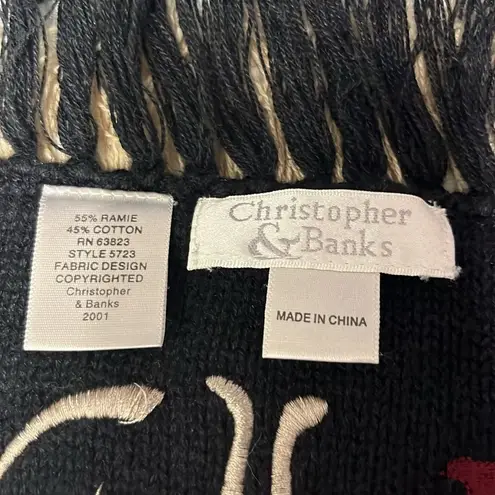 55% RAMIE
45% COTTON
RN 63823
STYLE 5723
FABRIC DESIGN
COPYRIGHTED
Christopher
& Banks
2001
Christopher
& Banks
MADE IN CHINA